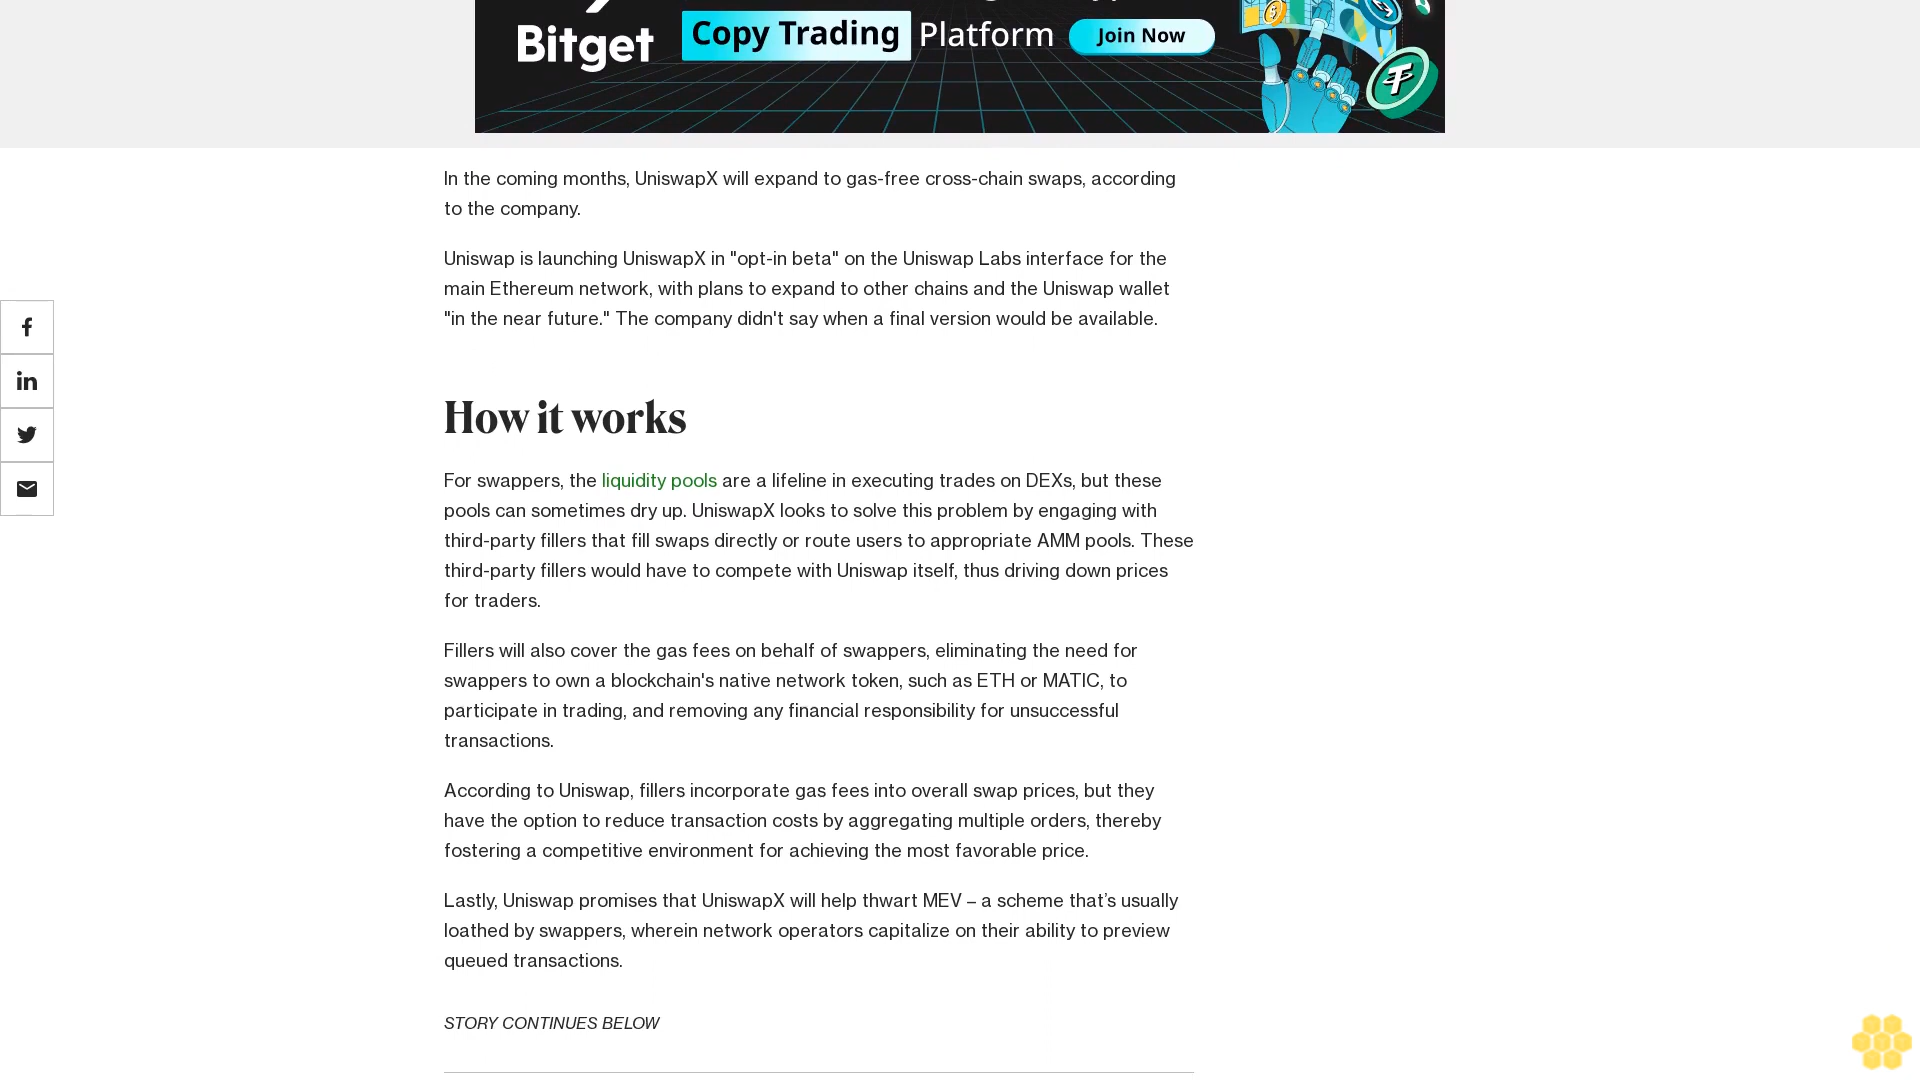 Bitget
Copy Trading Platform
Join Now
In the coming months, UniswapX will expand to gas-free cross-chain swaps, according
to the company.
Uniswap is launching UniswapX in "opt-in beta" on the Uniswap Labs interface for the
main Ethereum network, with plans to expand to other chains and the Uniswap wallet
"in the near future." The company didn't say when a final version would be available.
How it works
For swappers, the liquidity pools are a lifeline in executing trades on DEXs, but these
pools can sometimes dry up. UniswapX looks to solve this problem by engaging with
third-party fillers that fill swaps directly or route users to appropriate AMM pools. These
third-party fillers would have to compete with Uniswap itself, thus driving down prices
for traders.
Fillers will also cover the gas fees on behalf of swappers, eliminating the need for
swappers to own a blockchain's native network token, such as ETH or MATIC, to
participate in trading, and removing any financial responsibility for unsuccessful
transactions.
According to Uniswap, fillers incorporate gas fees into overall swap prices, but they
have the option to reduce transaction costs by aggregating multiple orders, thereby
fostering a competitive environment for achieving the most favorable price.
Lastly, Uniswap promises that UniswapX will help thwart MEV – a scheme that’s usually
loathed by swappers, wherein network operators capitalize on their ability to preview
queued transactions.
STORY CONTINUES BELOW